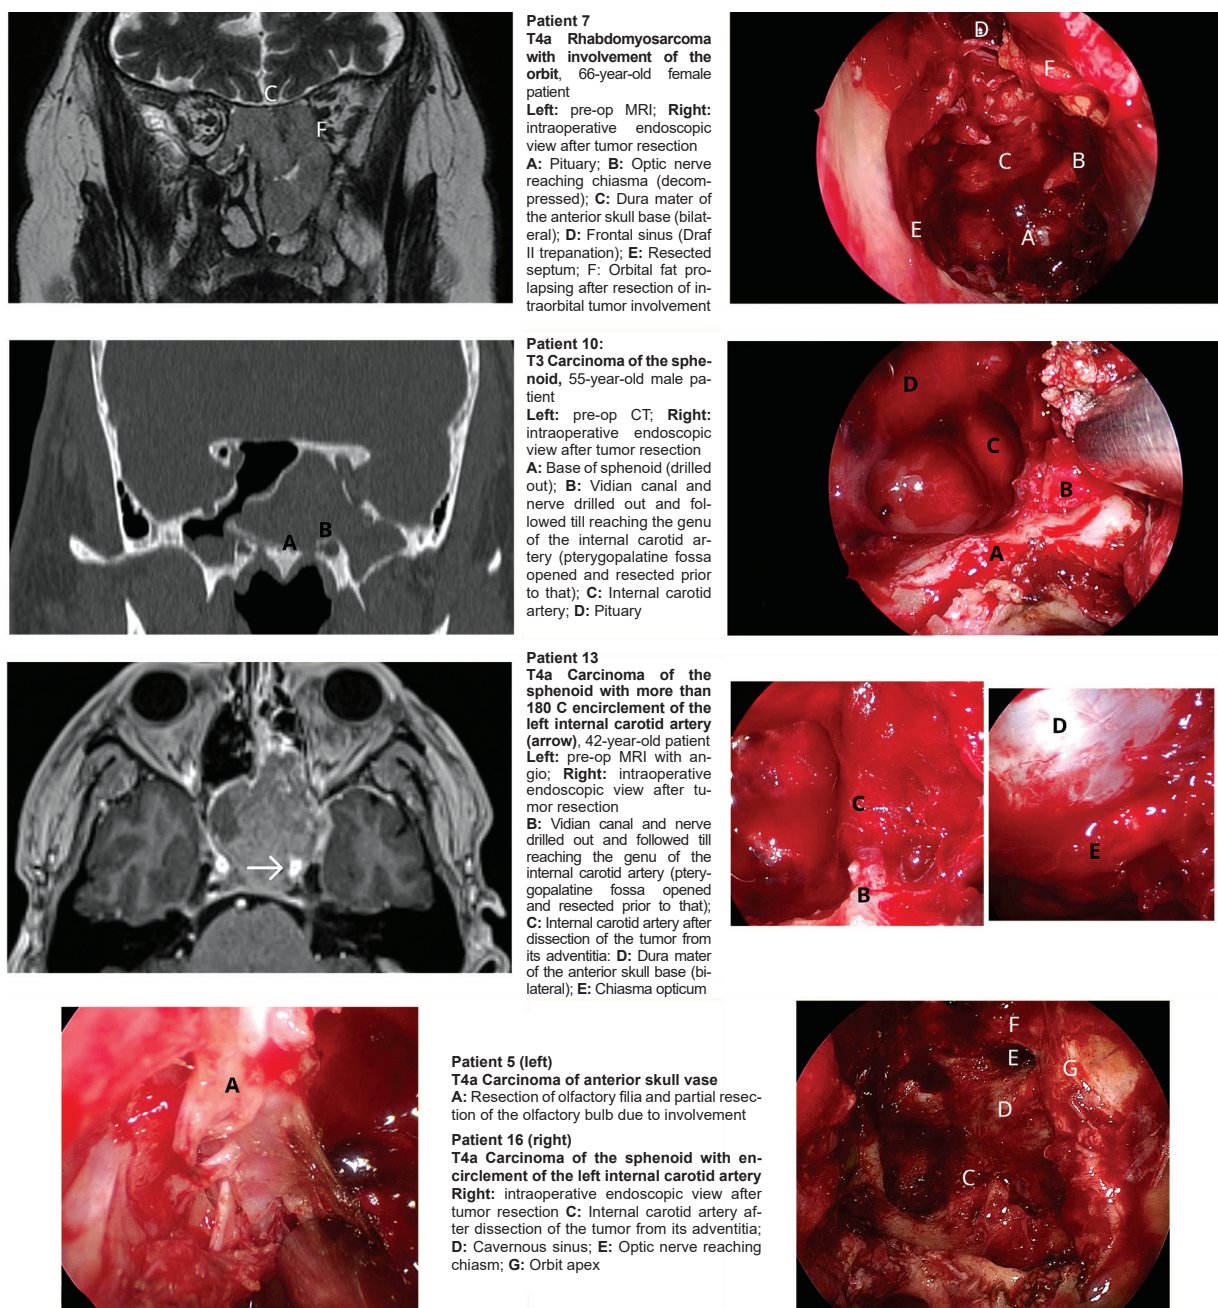 Patient 7
T4a Rhabdomyosarcoma
with involvement of the
orbit, 66-year-old female
patient
Left: pre-op MRI; Right:
intraoperative endoscopic
view after tumor resection
A: Pituary; B: Optic nerve
reaching chiasma (decom-
pressed); C: Dura mater of
the anterior skull base (bilat-
eral); D: Frontal sinus (Draf
II trepanation); E: Resected
septum; F: Orbital fat pro-
lapsing after resection of in-
traorbital tumor involvement
C
F
D
F
C
B
E
A
Patient 10:
T3 Carcinoma of the sphe-
noid, 55-year-old male pa-
tient
Left: pre-op CT; Right:
intraoperative endoscopic
view after tumor resection
A: Base of sphenoid (drilled
out); B: Vidian canal and
nerve drilled out and fol-
lowed till reaching the genu
of the internal carotid ar-
tery (pterygopalatine fossa
opened and resected prior
to that); C: Internal carotid
artery; D: Pituary
A
B
D
C
B
A
Patient 13
T4a Carcinoma of the
sphenoid with more than
180 C encirclement of the
left internal carotid artery
(arrow), 42-year-old patient
Left: pre-op MRI with an-
gio; Right: intraoperative
endoscopic view after tu-
mor resection
B: Vidian canal and nerve
drilled out and followed till
reaching the genu of the
internal carotid artery (ptery-
gopalatine fossa opened
and resected prior to that);
C: Internal carotid artery after
dissection of the tumor from
its adventitia: D: Dura mater
of the anterior skull base (bi-
lateral); E: Chiasma opticum
C
B
D
E
A
Patient 5 (left)
T4a Carcinoma of anterior skull vase
A: Resection of olfactory filia and partial resec-
tion of the olfactory bulb due to involvement
Patient 16 (right)
T4a Carcinoma of the sphenoid with en-
circlement of the left internal carotid artery
Right: intraoperative endoscopic view after
tumor resection C: Internal carotid artery af-
ter dissection of the tumor from its adventitia;
D: Cavernous sinus; E: Optic nerve reaching
chiasm; G: Orbit apex
F
E
G
D
C